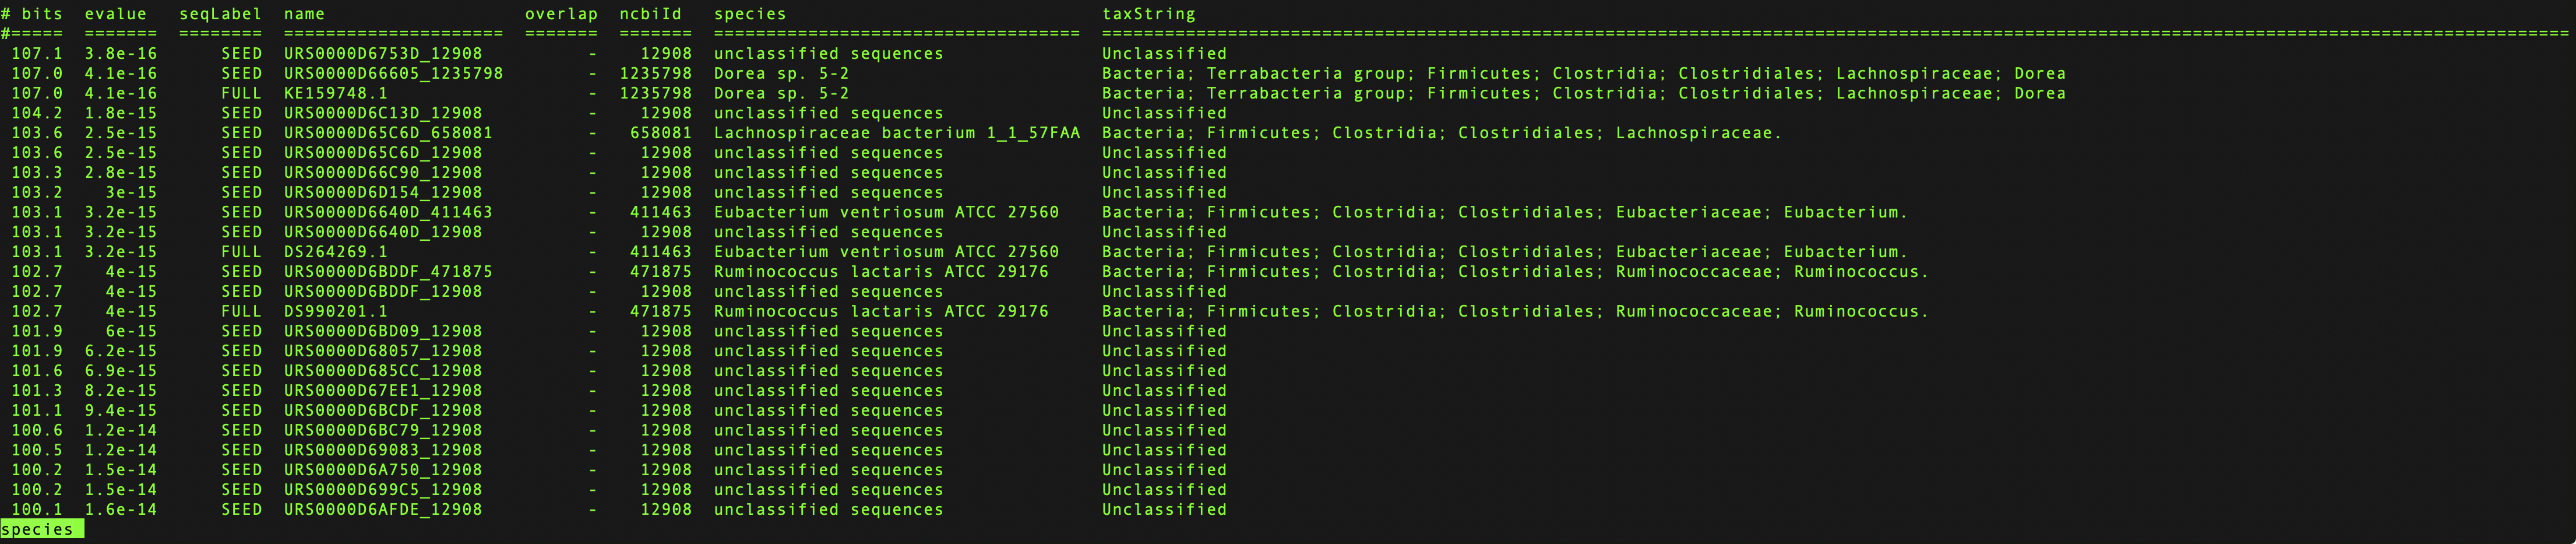 # bits  evalue  seqLabel  name  overlap  ncbiId  species  taxString
#=====  =======  ========  =====================  =======  =======  ===================================  ============================================================================================================================================
107.1  3.8e-16  SEED  URS0000D6753D_12908  -  12908  unclassified sequences  Unclassified
107.0  4.1e-16  SEED  URS0000D66605_1235798  -  1235798  Dorea sp. 5-2  Bacteria; Terrabacteria group; Firmicutes; Clostridia; Clostridiales; Lachnospiraceae; Dorea
107.0  4.1e-16  FULL  KE159748.1  -  1235798  Dorea sp. 5-2  Bacteria; Terrabacteria group; Firmicutes; Clostridia; Clostridiales; Lachnospiraceae; Dorea
104.2  1.8e-15  SEED  URS0000D6C13D_12908  -  12908  unclassified sequences  Unclassified
103.6  2.5e-15  SEED  URS0000D65C6D_658081  -  658081  Lachnospiraceae bacterium 1_1_57FAA  Bacteria; Firmicutes; Clostridia; Clostridiales; Lachnospiraceae.
103.6  2.5e-15  SEED  URS0000D65C6D_12908  -  12908  unclassified sequences  Unclassified
103.3  2.8e-15  SEED  URS0000D66C90_12908  -  12908  unclassified sequences  Unclassified
103.2  3e-15  SEED  URS0000D6D154_12908  -  12908  unclassified sequences  Unclassified
103.1  3.2e-15  SEED  URS0000D6640D_411463  -  411463  Eubacterium ventriosum ATCC 27560  Bacteria; Firmicutes; Clostridia; Clostridiales; Eubacteriaceae; Eubacterium.
103.1  3.2e-15  SEED  URS0000D6640D_12908  -  12908  unclassified sequences  Unclassified
103.1  3.2e-15  FULL  DS264269.1  -  411463  Eubacterium ventriosum ATCC 27560  Bacteria; Firmicutes; Clostridia; Clostridiales; Eubacteriaceae; Eubacterium.
102.7  4e-15  SEED  URS0000D6BDDF_471875  -  471875  Ruminococcus lactaris ATCC 29176  Bacteria; Firmicutes; Clostridia; Clostridiales; Ruminococcaceae; Ruminococcus.
102.7  4e-15  SEED  URS0000D6BDDF_12908  -  12908  unclassified sequences  Unclassified
102.7  4e-15  FULL  DS990201.1  -  471875  Ruminococcus lactaris ATCC 29176  Bacteria; Firmicutes; Clostridia; Clostridiales; Ruminococcaceae; Ruminococcus.
101.9  6e-15  SEED  URS0000D6BD09_12908  -  12908  unclassified sequences  Unclassified
101.9  6.2e-15  SEED  URS0000D68057_12908  -  12908  unclassified sequences  Unclassified
101.6  6.9e-15  SEED  URS0000D685CC_12908  -  12908  unclassified sequences  Unclassified
101.3  8.2e-15  SEED  URS0000D67EE1_12908  -  12908  unclassified sequences  Unclassified
101.1  9.4e-15  SEED  URS0000D6BCDF_12908  -  12908  unclassified sequences  Unclassified
100.6  1.2e-14  SEED  URS0000D6BC79_12908  -  12908  unclassified sequences  Unclassified
100.5  1.2e-14  SEED  URS0000D69083_12908  -  12908  unclassified sequences  Unclassified
100.2  1.5e-14  SEED  URS0000D6A750_12908  -  12908  unclassified sequences  Unclassified
100.2  1.5e-14  SEED  URS0000D699C5_12908  -  12908  unclassified sequences  Unclassified
100.1  1.6e-14  SEED  URS0000D6AFDE_12908  -  12908  unclassified sequences  Unclassified
species